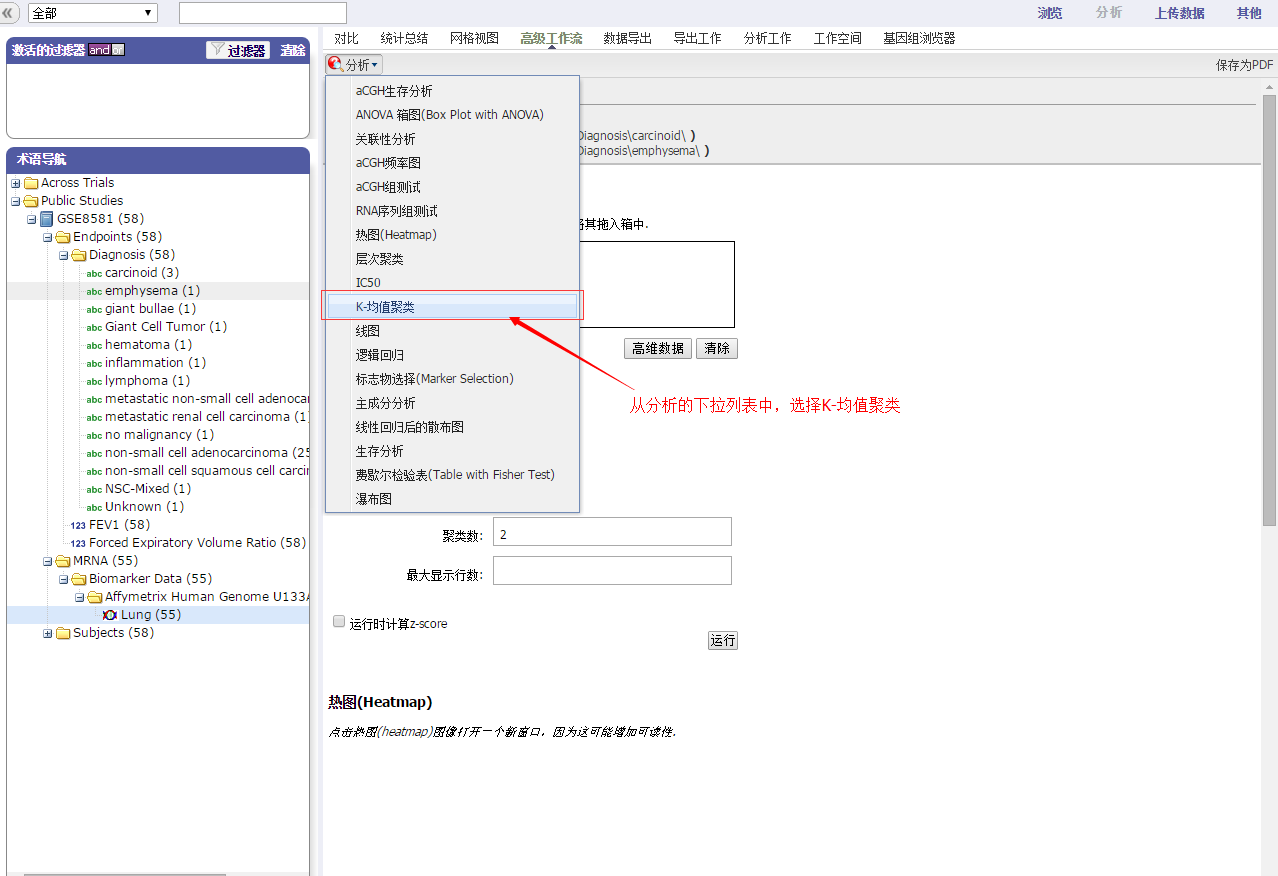 全部
浏览 分析 上传数据 其他
激活的过滤器 and or 过滤器 清除
术语导航
Across Trials
Public Studies
GSE8581 (58)
Endpoints (58)
Diagnosis (58)
abc carcinoid (3)
abc emphysema (1)
abc giant bullae (1)
abc Giant Cell Tumor (1)
abc hematoma (1)
abc inflammation (1)
abc lymphoma (1)
abc metastatic non-small cell adenocar
abc metastatic renal cell carcinoma (1)
abc no malignancy (1)
abc non-small cell adenocarcinoma (25
abc non-small cell squamous cell carcin
abc NSC-Mixed (1)
abc Unknown (1)
123 FEV1 (58)
123 Forced Expiratory Volume Ratio (58)
MRNA (55)
Biomarker Data (55)
Affymetrix Human Genome U133A
Lung (55)
Subjects (58)
对比 统计总结 网格视图 高级工作流 数据导出 导出工作 分析工作 工作空间 基因组浏览器
分析
保存为PDF
aCGH生存分析
ANOVA 箱图(Box Plot with ANOVA)
关联性分析
aCGH频率图
aCGH组测试
RNA序列组测试
热图(Heatmap)
层次聚类
IC50
K-均值聚类
线图
逻辑回归
标志物选择(Marker Selection)
主成分分析
线性回归后的散布图
生存分析
费歇尔检验表(Table with Fisher Test)
瀑布图
Diagnosis\carcinoid\ )
Diagnosis\emphysema\ )
将其拖入箱中.
高维数据 清除
从分析的下拉列表中，选择K-均值聚类
聚类数: 2
最大显示行数:
运行时计算z-score
运行
热图(Heatmap)
点击热图(heatmap)图像打开一个新窗口，因为这可能增加可读性.